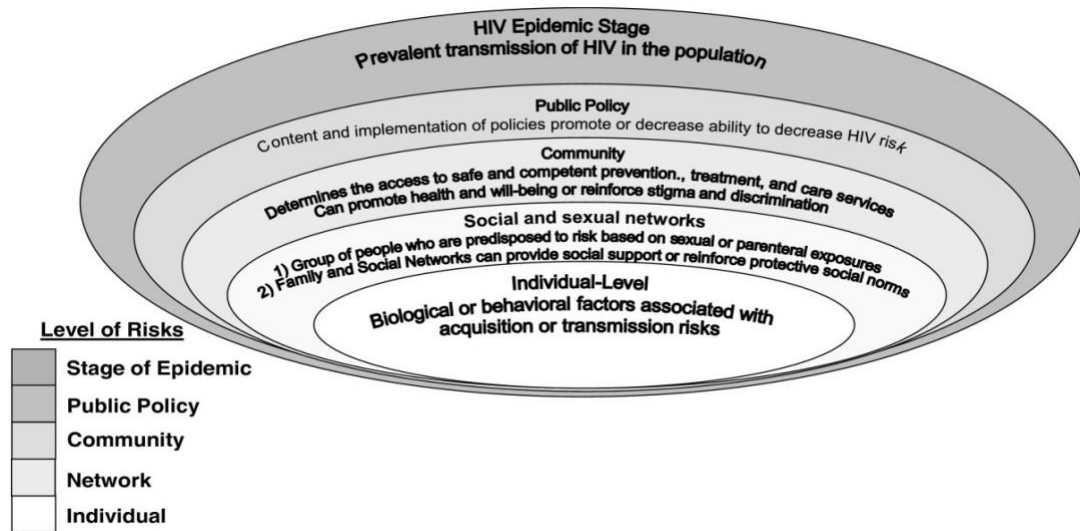 HIV Epidemic Stage
Prevalent transmission of HIV in the population
Public Policy
Content and implementation of policies promote or decrease ability to decrease HIV risk
Community
Determines the access to safe and competent prevention., treatment, and care services
Can promote health and will-being or reinforce stigma and discrimination
Social and sexual networks
1) Group of people who are predisposed to risk based on sexual or parenteral exposures
2) Family and Social Networks can provide social support or reinforce protective social norms
Individual-Level
Biological or behavioral factors associated with
acquisition or transmission risks
Level of Risks
Stage of Epidemic
Public Policy
Community
Network
Individual